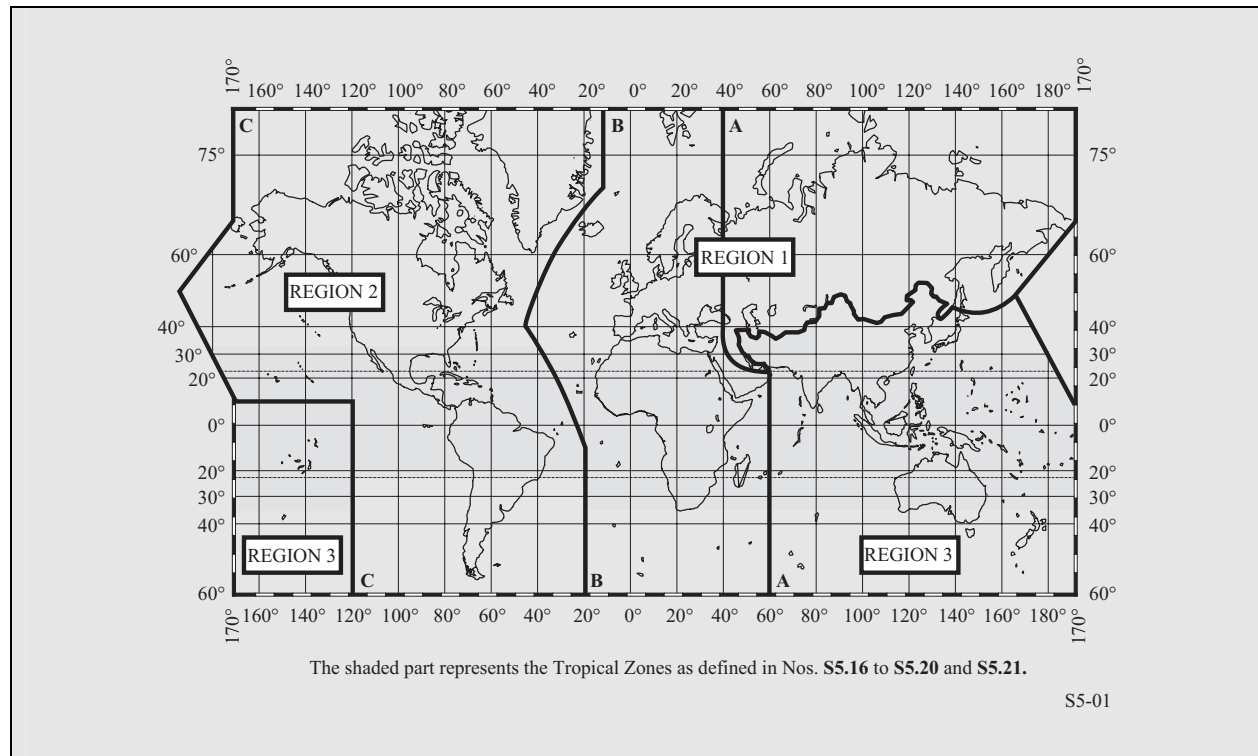 170° 160° 140° 120° 100° 80° 60° 40° 20° 0° 20° 40° 60° 80° 100° 120° 140° 160° 180° 170°
C B A
75° 75°
60° REGION 1 60°
REGION 2
40° 40°
30° 30°
20° 20°
0° 0°
20° 20°
30° 30°
40° 40°
REGION 3 REGION 3
60° C B A 60°
170° 160° 140° 120° 100° 80° 60° 40° 20° 0° 20° 40° 60° 80° 100° 120° 140° 160° 180° 170°
The shaded part represents the Tropical Zones as defined in Nos. S5.16 to S5.20 and S5.21.
S5-01